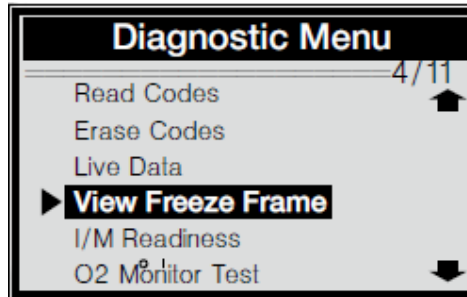 Diagnostic Menu
4/11
Read Codes
Erase Codes
Live Data
View Freeze Frame
I/M Readiness
O2 Monitor Test